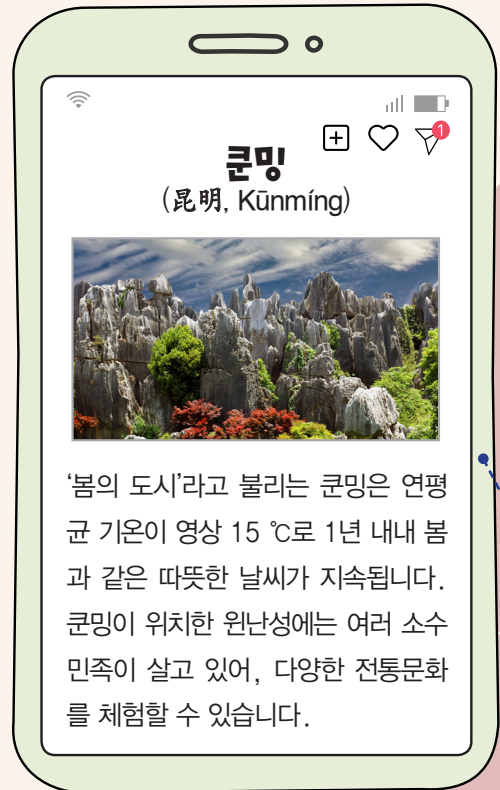 1
쿤밍
(昆明, Kūnmíng)
‘봄의 도시’라고 불리는 쿤밍은 연평
균 기온이 영상 15 ℃로 1년 내내 봄
과 같은 따뜻한 날씨가 지속됩니다.
쿤밍이 위치한 윈난성에는 여러 소수
민족이 살고 있어, 다양한 전통문화
를 체험할 수 있습니다.